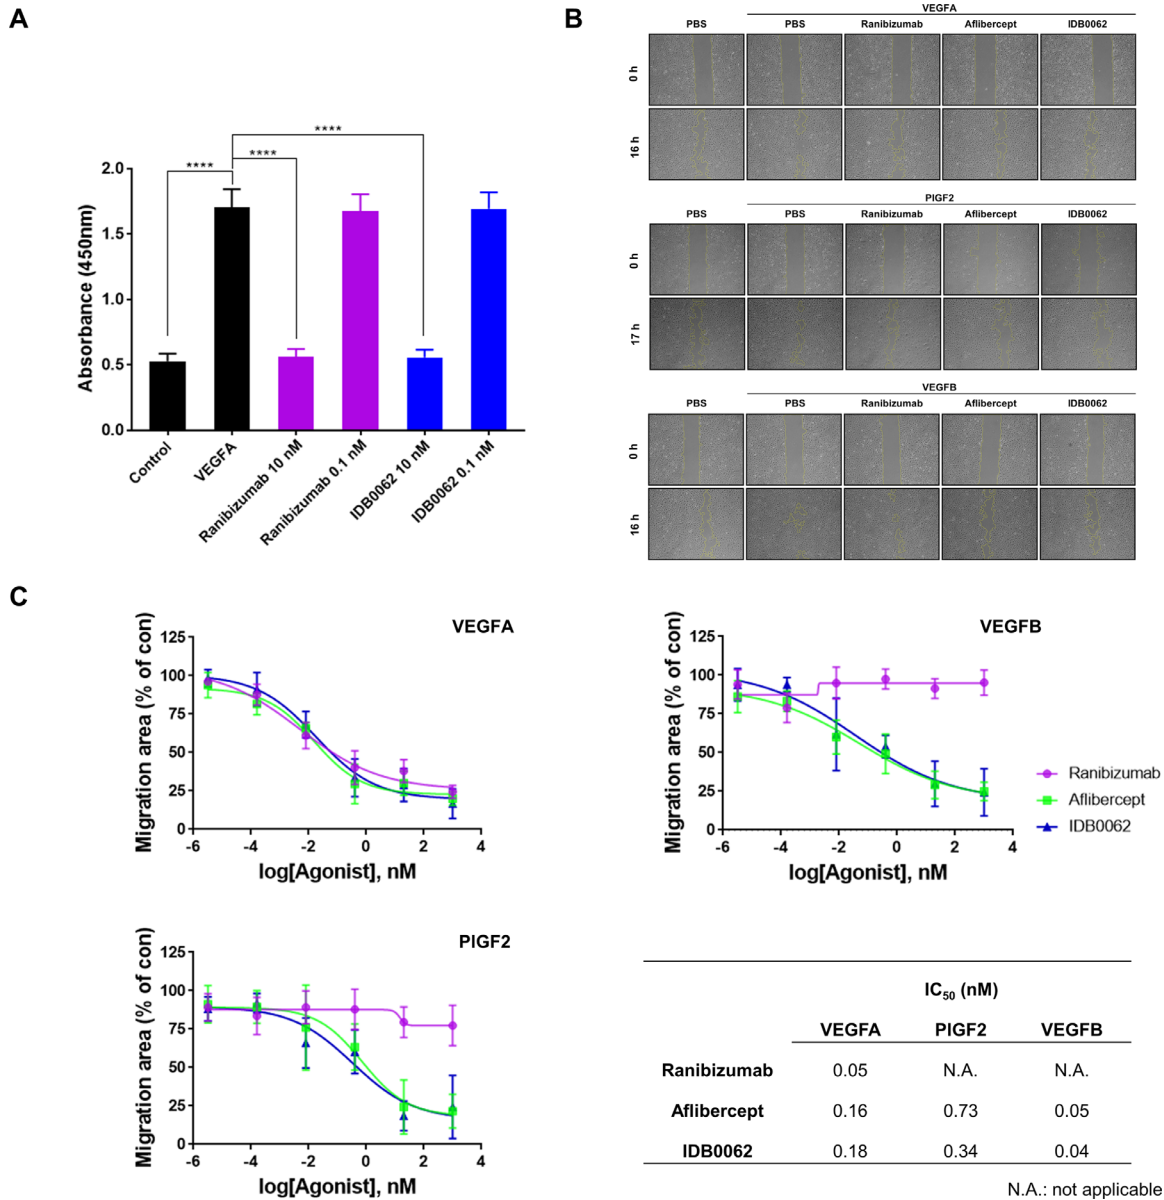 A
2.0
1.5
1.0
0.5
0.0
Absorbance (450nm)
****
****
****
Control
VEGFA
Ranibizumab 10 nM
Ranibizumab 0.1 nM
IDB0062 10 nM
IDB0062 0.1 nM
B
VEGFA
PBS PBS Ranibizumab Aflibercept IDB0062
0 h
16 h
PIGF2
PBS PBS Ranibizumab Aflibercept IDB0062
0 h
17 h
VEGFB
PBS PBS Ranibizumab Aflibercept IDB0062
0 h
16 h
C
VEGFA
Migration area (% of con)
125
100
75
50
25
0
-6 -4 -2 0 2 4
log[Agonist], nM
VEGFB
Migration area (% of con)
125
100
75
50
25
0
-6 -4 -2 0 2 4
log[Agonist], nM
Ranibizumab
Aflibercept
IDB0062
PIGF2
Migration area (% of con)
125
100
75
50
25
0
-6 -4 -2 0 2 4
log[Agonist], nM
IC50 (nM)
VEGFA PIGF2 VEGFB
Ranibizumab 0.05 N.A. N.A.
Aflibercept 0.16 0.73 0.05
IDB0062 0.18 0.34 0.04
N.A.: not applicable